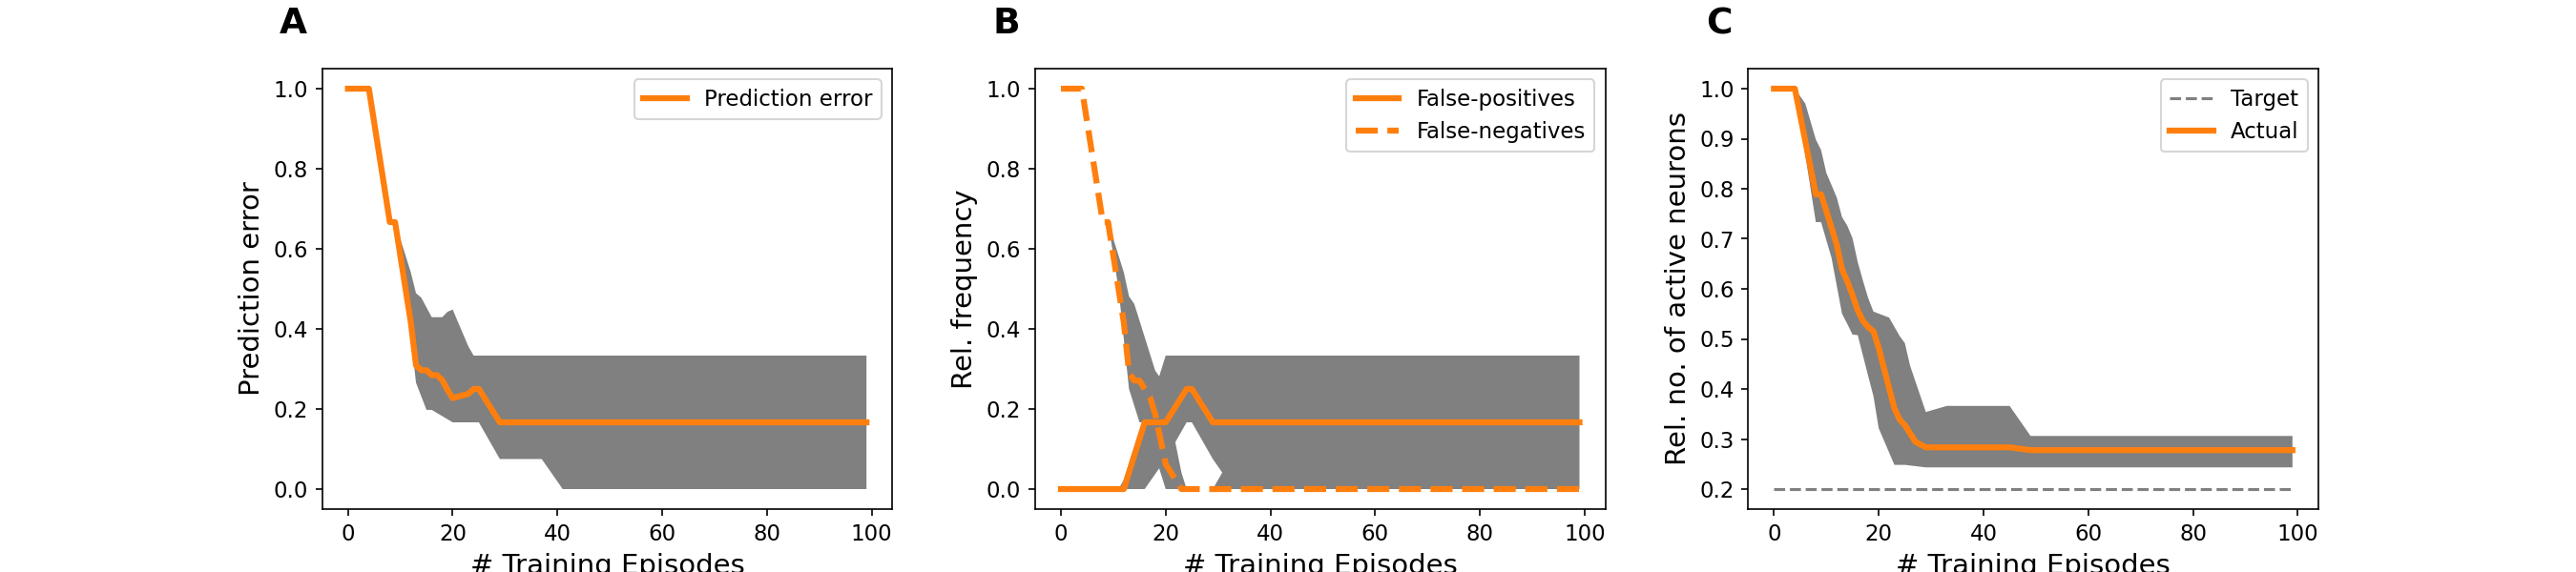 A
B
C
Prediction error
1.0
0.8
0.6
0.4
0.2
0.0
0
20
40
60
80
100
Prediction error
# Training Episodes
False-positives
False-negatives
1.0
0.8
0.6
0.4
0.2
0.0
0
20
40
60
80
100
Rel. frequency
# Training Episodes
Target
Actual
1.0
0.9
0.8
0.7
0.6
0.5
0.4
0.3
0.2
0
20
40
60
80
100
Rel. no. of active neurons
# Training Episodes